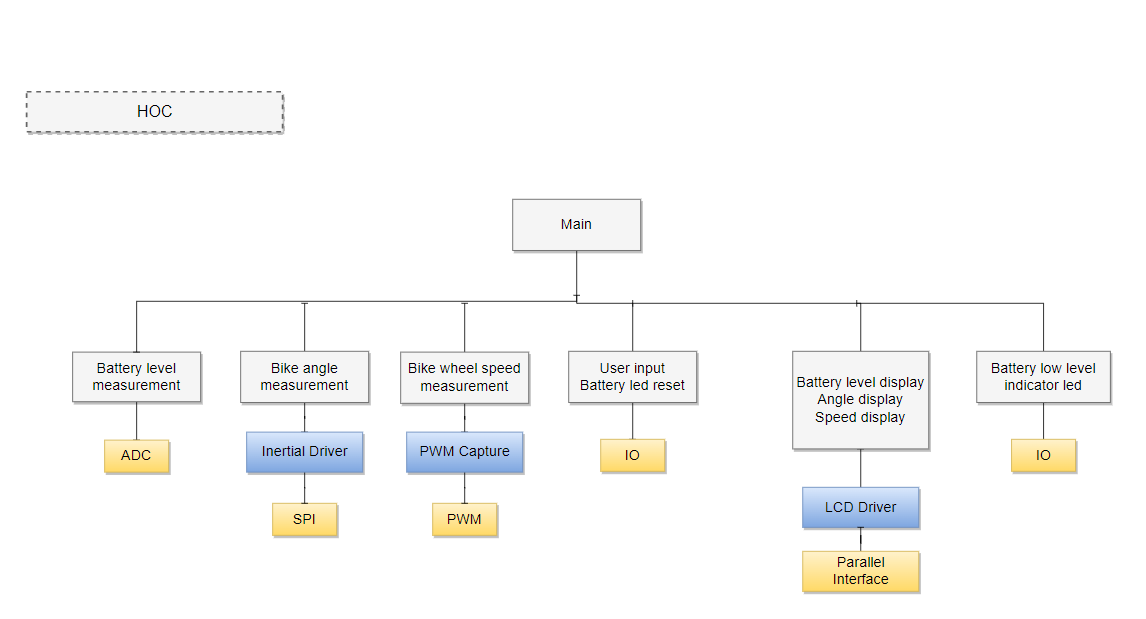 HOC
Main
Battery level
measurement
Bike angle
measurement
Bike wheel speed
measurement
User input
Battery led reset
Battery level display
Angle display
Speed display
Battery low level
indicator led
ADC
Inertial Driver
PWM Capture
IO
IO
LCD Driver
SPI
PWM
Parallel
Interface